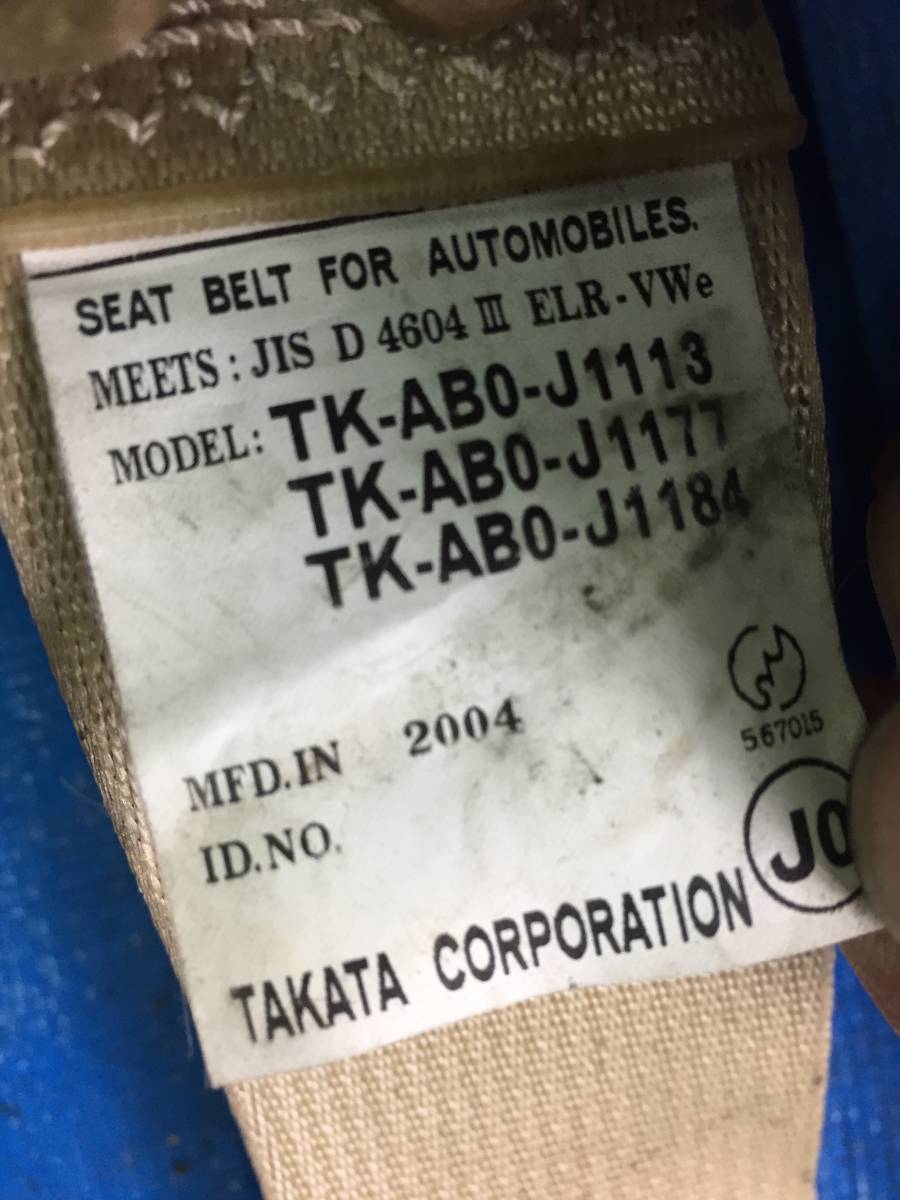 SEAT BELT FOR AUTOMOBILES.
MEETS : JIS D 4604 III ELR-VWe
MODEL: TK-AB0-J1113
TK-AB0-J1177
TK-AB0-J1184
567015
MFD.IN 2004
ID.NO.
J0
TAKATA CORPORATION